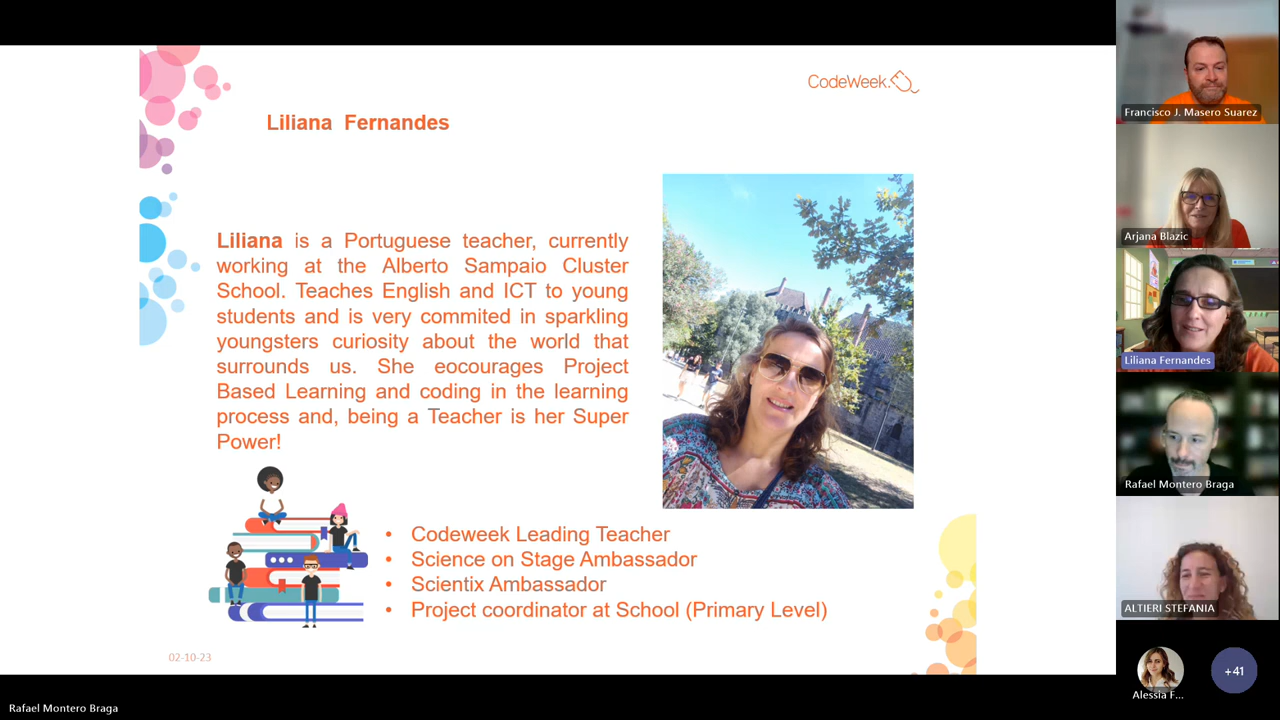 CodeWeek.
Liliana Fernandes
Liliana is a Portuguese teacher, currently
working at the Alberto Sampaio Cluster
School. Teaches English and ICT to young
students and is very commited in sparkling
youngsters curiosity about the world that
surrounds us. She eocourages Project
Based Learning and coding in the learning
process and, being a Teacher is her Super
Power!
• Codeweek Leading Teacher
• Science on Stage Ambassador
• Scientix Ambassador
• Project coordinator at School (Primary Level)
02-10-23
Rafael Montero Braga
Francisco J. Masero Suarez
Arjana Blazic
Liliana Fernandes
Rafael Montero Braga
ALTIERI STEFANIA
Alessia F...
+41